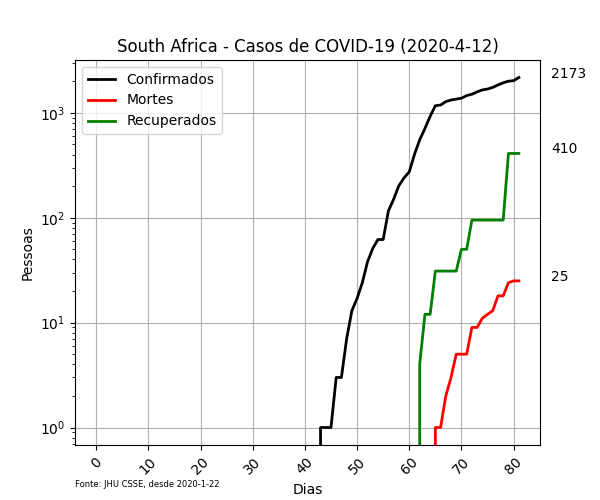 South Africa - Casos de COVID-19 (2020-4-12)
Confirmados
Mortes
Recuperados
2173
410
25
Pessoas
10³
10²
10¹
10⁰
0 10 20 30 40 50 60 70 80
Dias
Fonte: JHU CSSE, desde 2020-1-22